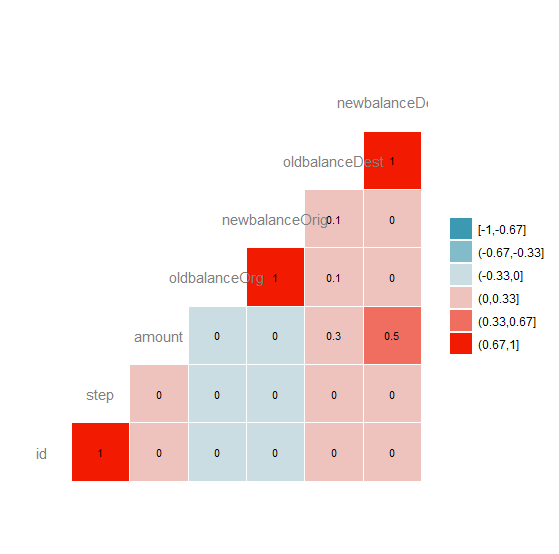 newbalanceD
oldbalanceDest 1
newbalanceOrig 0.1 0
oldbalanceOrg 1 0.1 0
amount 0 0 0.3 0.5
step 0 0 0 0 0
id 1 0 0 0 0 0
[-1,-0.67]
(-0.67,-0.33]
(-0.33,0]
(0,0.33]
(0.33,0.67]
(0.67,1]